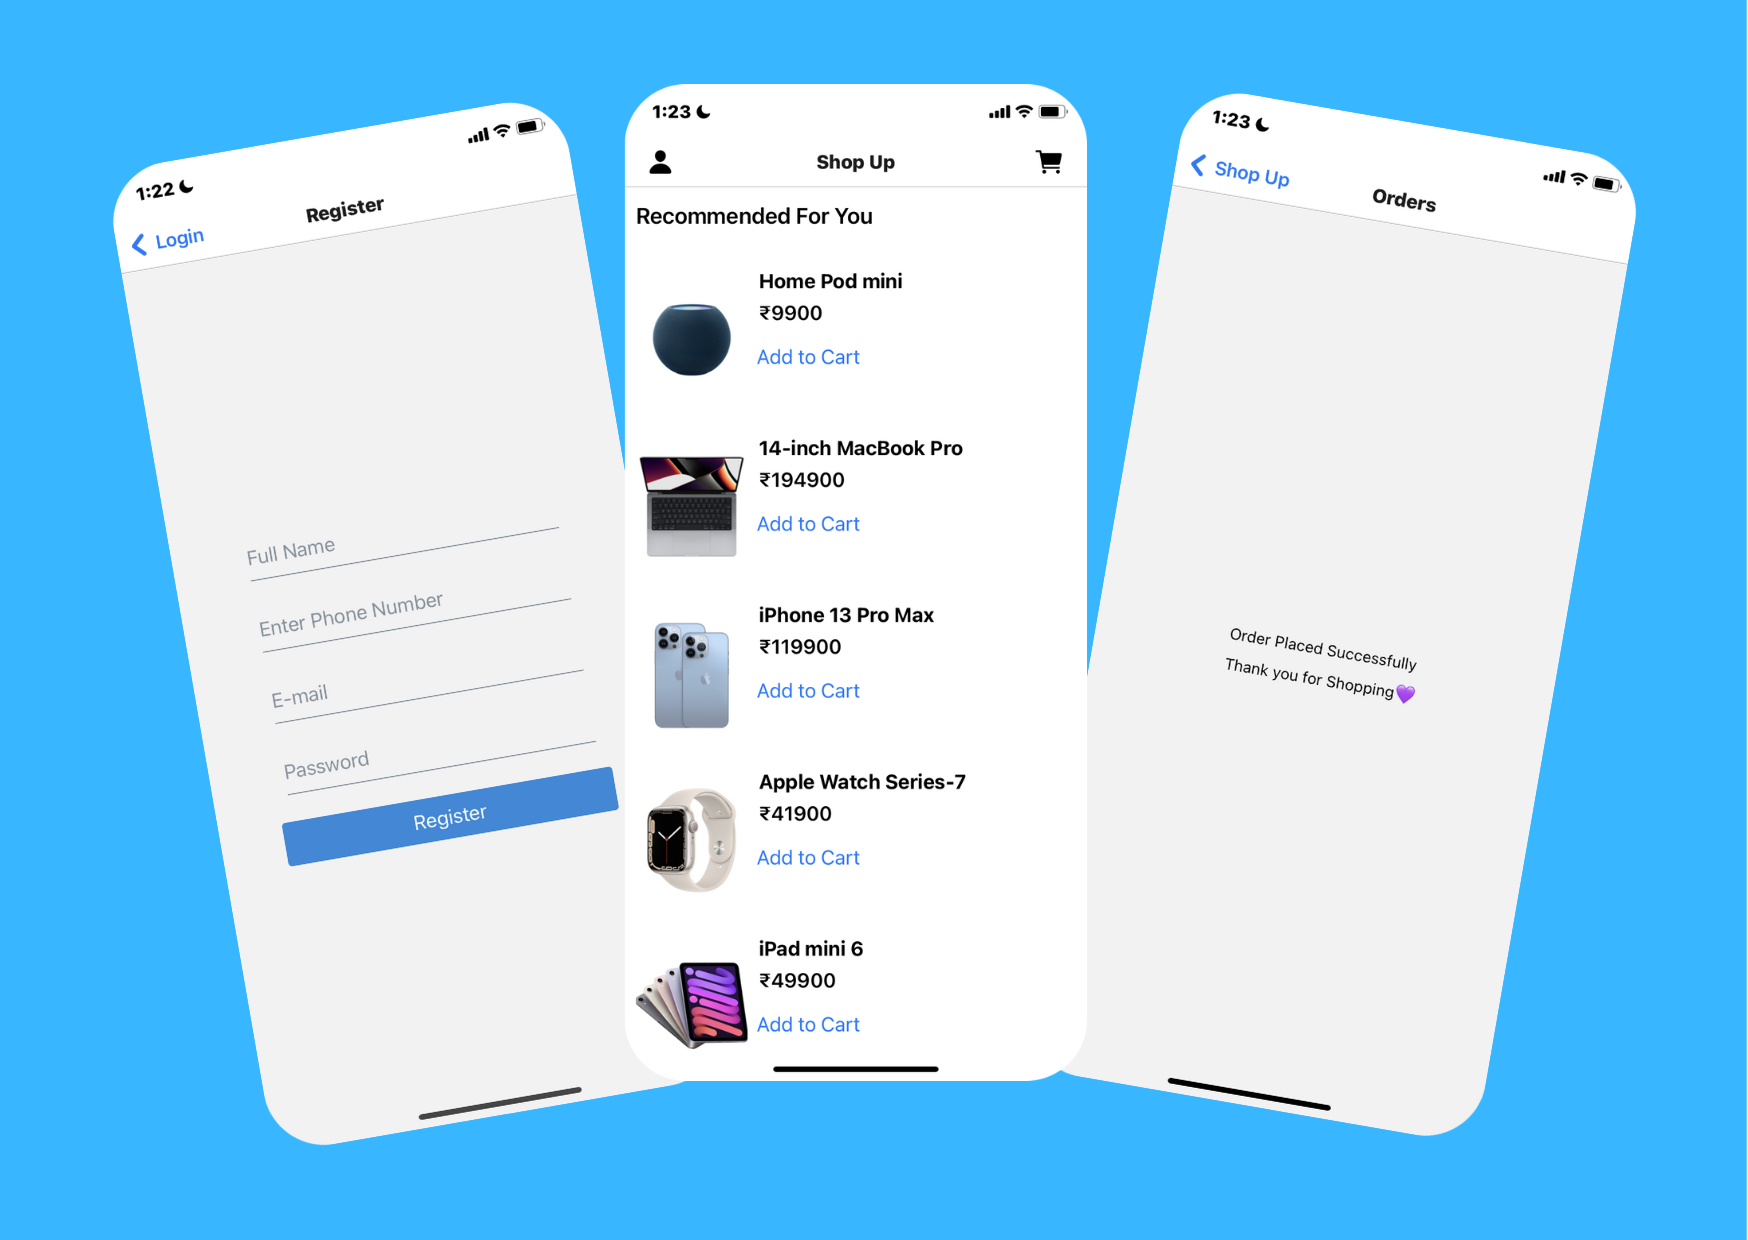 1:22
Login
Register
Full Name
Enter Phone Number
E-mail
Password
Register
1:23
Shop Up
Recommended For You
Home Pod mini
₹9900
Add to Cart
14-inch MacBook Pro
₹194900
Add to Cart
iPhone 13 Pro Max
₹119900
Add to Cart
Apple Watch Series-7
₹41900
Add to Cart
iPad mini 6
₹49900
Add to Cart
1:23
Shop Up
Orders
Order Placed Successfully
Thank you for Shopping💜